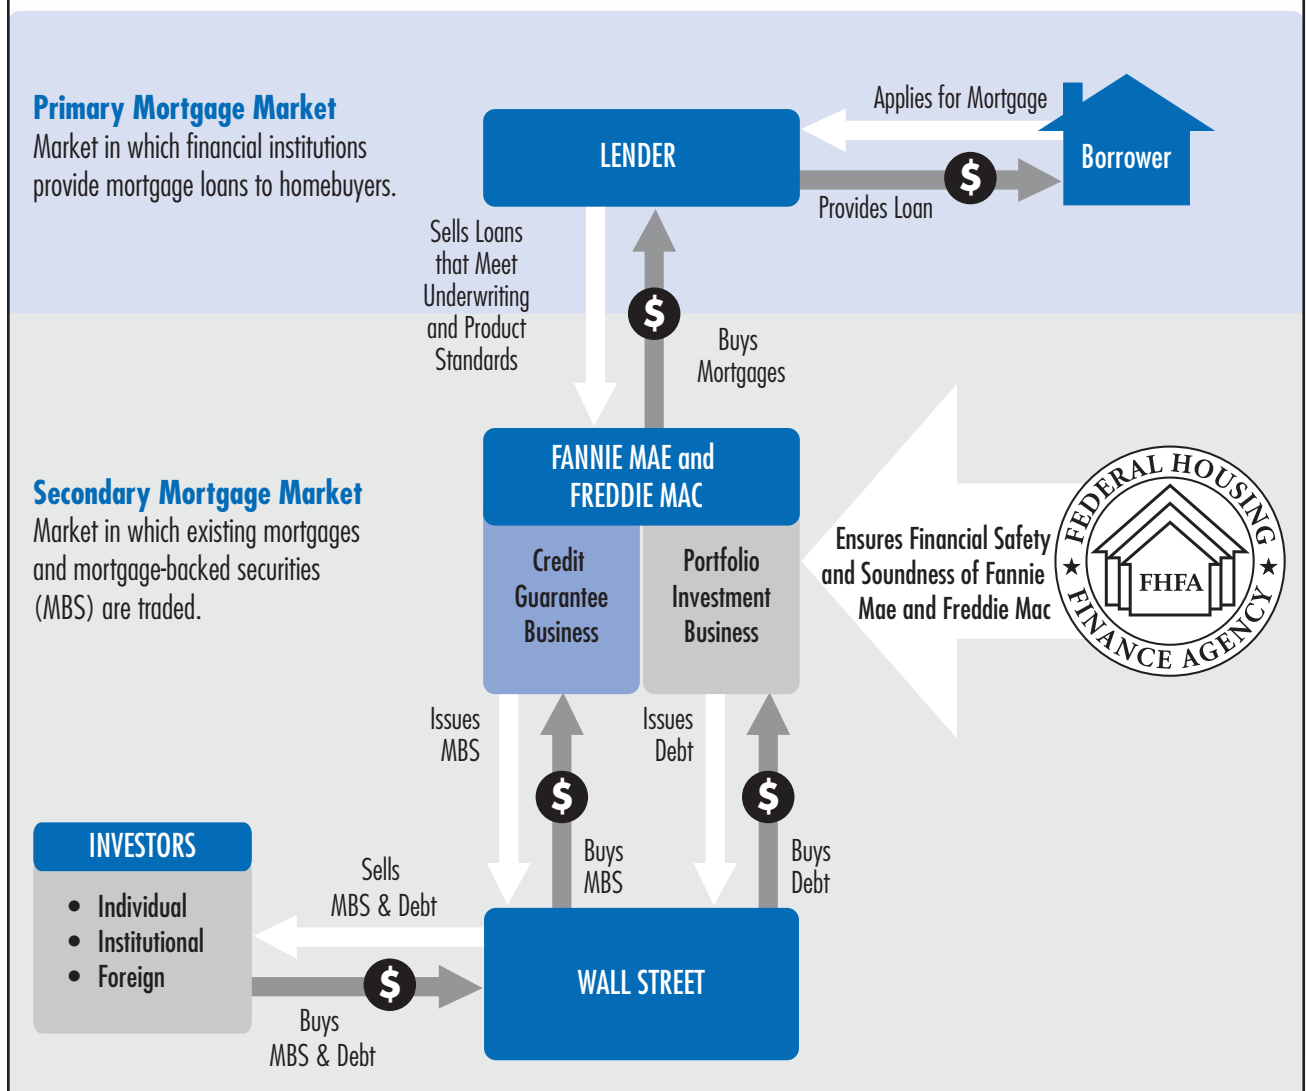 Primary Mortgage Market
Market in which financial institutions
provide mortgage loans to homebuyers.
LENDER
Applies for Mortgage
Borrower
$
Provides Loan
Sells Loans
that Meet
Underwriting
and Product
Standards
$
Buys
Mortgages
Secondary Mortgage Market
Market in which existing mortgages
and mortgage-backed securities
(MBS) are traded.
FANNIE MAE and
FREDDIE MAC
Credit
Guarantee
Business
Portfolio
Investment
Business
Ensures Financial Safety
and Soundness of Fannie
Mae and Freddie Mac
FEDERAL HOUSING
FHFA
FINANCE AGENCY
Issues
MBS
$
Buys
MBS
Issues
Debt
$
Buys
Debt
INVESTORS
• Individual
• Institutional
• Foreign
Sells
MBS & Debt
$
Buys
MBS & Debt
WALL STREET